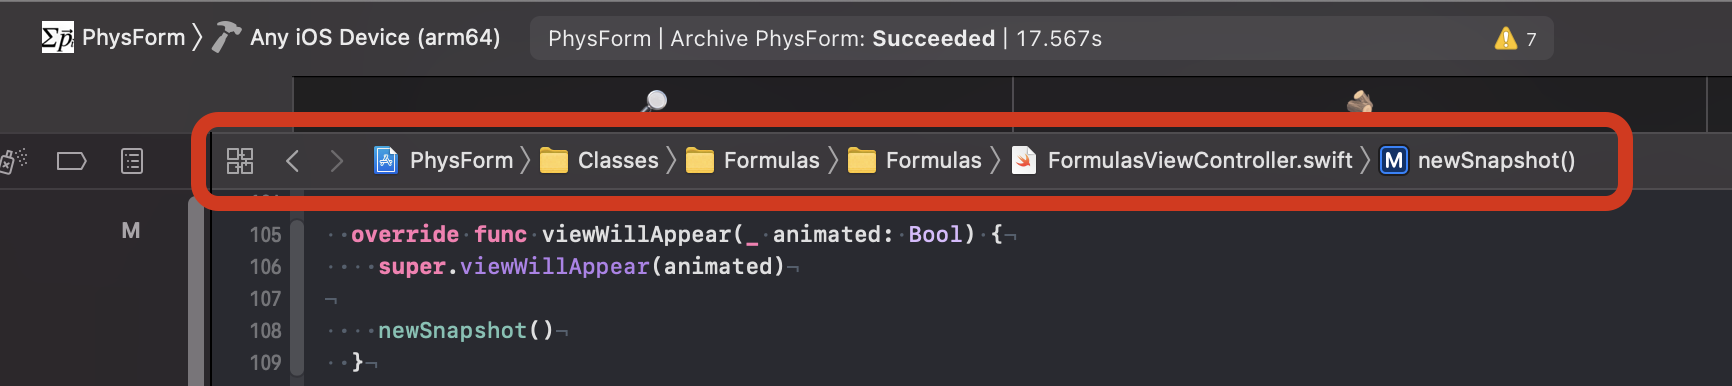 PhysForm 〉 Any iOS Device (arm64)
PhysForm | Archive PhysForm: Succeeded | 17.567s
7
PhysForm 〉 Classes 〉 Formulas 〉 Formulas 〉 FormulasViewController.swift 〉 M newSnapshot()
M
105 override func viewWillAppear(_ animated: Bool) {¬
106 super.viewWillAppear(animated)¬
107 ¬
108 newSnapshot()¬
109 }¬